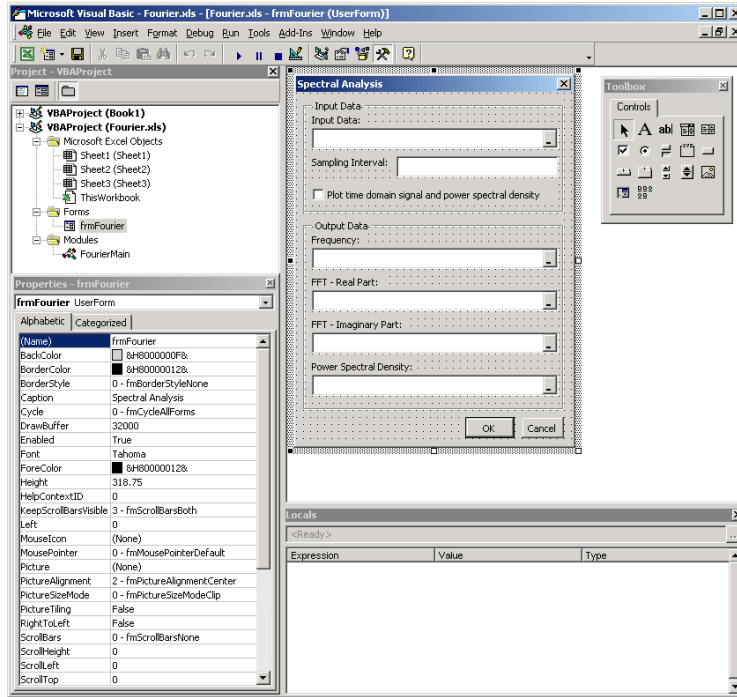 Microsoft Visual Basic - Fourier.xls - [Fourier.xls - frmFourier (UserForm)]
File Edit View Insert Format Debug Run Tools Add-Ins Window Help
Project - VBAProject
VBAProject (Book1)
VBAProject (Fourier.xls)
Microsoft Excel Objects
Sheet1 (Sheet1)
Sheet2 (Sheet2)
Sheet3 (Sheet3)
ThisWorkbook
Forms
frmFourier
Modules
FourierMain
Properties - frmFourier
frmFourier UserForm
Alphabetic Categorized
(Name) frmFourier
BackColor &H8000000F&
BorderColor &H80000012&
BorderStyle 0 - fmBorderStyleNone
Caption Spectral Analysis
Cycle 0 - fmCycleAllForms
DrawBuffer 32000
Enabled True
Font Tahoma
ForeColor &H80000012&
Height 318.75
HelpContextID 0
KeepScrollBarsVisible 3 - fmScrollBarsBoth
Left 0
MouseIcon (None)
MousePointer 0 - fmMousePointerDefault
Picture (None)
PictureAlignment 2 - fmPictureAlignmentCenter
PictureSizeMode 0 - fmPictureSizeModeClip
PictureTiling False
RightToLeft False
ScrollBars 0 - fmScrollBarsNone
ScrollHeight 0
ScrollLeft 0
ScrollTop 0
Spectral Analysis
Input Data
Input Data:
Sampling Interval:
Plot time domain signal and power spectral density
Output Data
Frequency:
FFT - Real Part:
FFT - Imaginary Part:
Power Spectral Density:
OK Cancel
Toolbox
Controls
A ab|
Locals
<Ready>
Expression Value Type